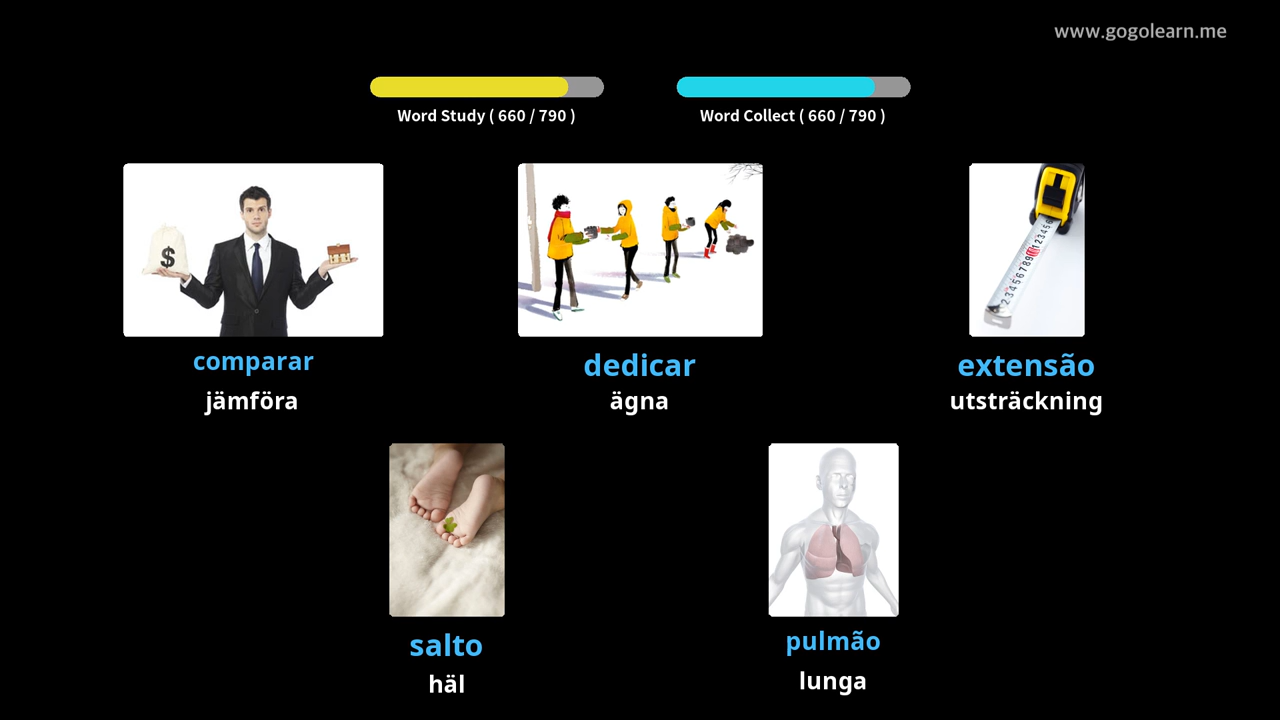 www.gogolearn.me
Word Study ( 660 / 790 )
Word Collect ( 660 / 790 )
comparar
jämföra
dedicar
ägna
extensão
utsträckning
salto
häl
pulmão
lunga